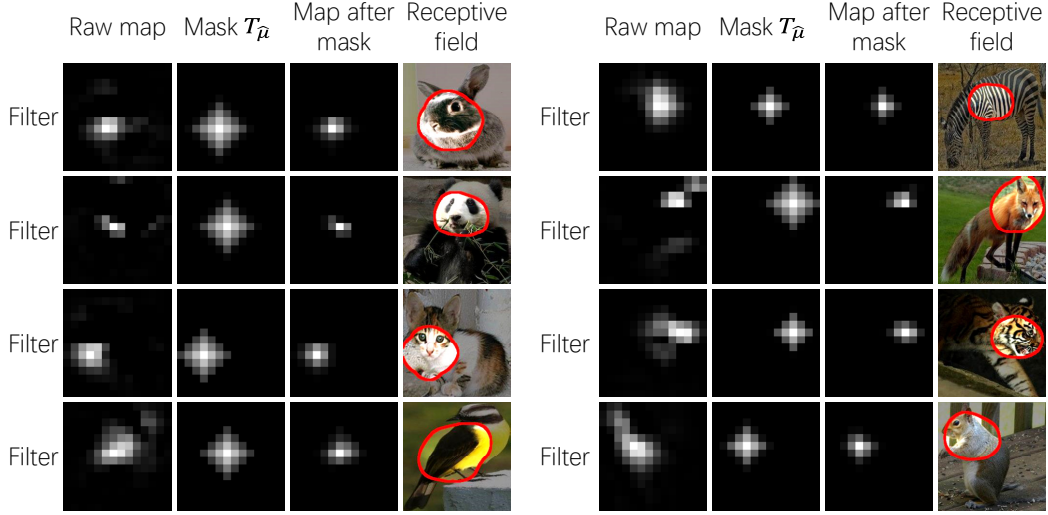 Raw map Mask T_μ̂ Map after mask Receptive field Raw map Mask T_μ̂ Map after mask Receptive field
Filter Filter
Filter Filter
Filter Filter
Filter Filter